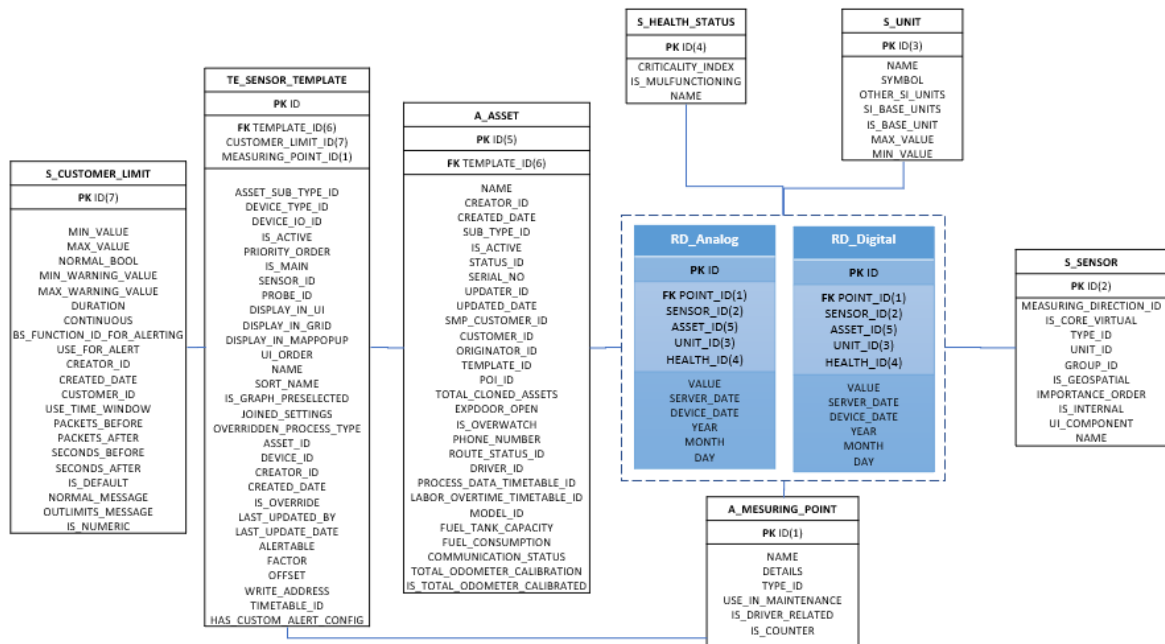 S_HEALTH_STATUS
PK ID(4)
CRITICALITY_INDEX
IS_MULFUNCTIONING
NAME
S_UNIT
PK ID(3)
NAME
SYMBOL
OTHER_SI_UNITS
SI_BASE_UNITS
IS_BASE_UNIT
MAX_VALUE
MIN_VALUE
TE_SENSOR_TEMPLATE
PK ID
FK TEMPLATE_ID(6)
CUSTOMER_LIMIT_ID(7)
MEASURING_POINT_ID(1)
ASSET_SUB_TYPE_ID
DEVICE_TYPE_ID
DEVICE_IO_ID
IS_ACTIVE
PRIORITY_ORDER
IS_MAIN
SENSOR_ID
PROBE_ID
DISPLAY_IN_UI
DISPLAY_IN_GRID
DISPLAY_IN_MAPPOPUP
UI_ORDER
NAME
SORT_NAME
IS_GRAPH_PRESELECTED
JOINED_SETTINGS
OVERRIDDEN_PROCESS_TYPE
ASSET_ID
DEVICE_ID
CREATOR_ID
CREATED_DATE
IS_OVERRIDE
LAST_UPDATED_BY
LAST_UPDATE_DATE
ALERTABLE
FACTOR
OFFSET
WRITE_ADDRESS
TIMETABLE_ID
HAS_CUSTOM_ALERT_CONFIG
A_ASSET
PK ID(5)
FK TEMPLATE_ID(6)
NAME
CREATOR_ID
CREATED_DATE
SUB_TYPE_ID
IS_ACTIVE
STATUS_ID
SERIAL_NO
UPDATER_ID
UPDATED_DATE
SMP_CUSTOMER_ID
CUSTOMER_ID
ORIGINATOR_ID
TEMPLATE_ID
POI_ID
TOTAL_CLONED_ASSETS
EXPDOOR_OPEN
IS_OVERWATCH
PHONE_NUMBER
ROUTE_STATUS_ID
DRIVER_ID
PROCESS_DATA_TIMETABLE_ID
LABOR_OVERTIME_TIMETABLE_ID
MODEL_ID
FUEL_TANK_CAPACITY
FUEL_CONSUMPTION
COMMUNICATION_STATUS
TOTAL_ODOMETER_CALIBRATION
IS_TOTAL_ODOMETER_CALIBRATED
S_CUSTOMER_LIMIT
PK ID(7)
MIN_VALUE
MAX_VALUE
NORMAL_BOOL
MIN_WARNING_VALUE
MAX_WARNING_VALUE
DURATION
CONTINUOUS
BS_FUNCTION_ID_FOR_ALERTING
USE_FOR_ALERT
CREATOR_ID
CREATED_DATE
CUSTOMER_ID
USE_TIME_WINDOW
PACKETS_BEFORE
PACKETS_AFTER
SECONDS_BEFORE
SECONDS_AFTER
IS_DEFAULT
NORMAL_MESSAGE
OUTLIMITS_MESSAGE
IS_NUMERIC
RD_Analog
PK ID
FK POINT_ID(1)
SENSOR_ID(2)
ASSET_ID(5)
UNIT_ID(3)
HEALTH_ID(4)
VALUE
SERVER_DATE
DEVICE_DATE
YEAR
MONTH
DAY
RD_Digital
PK ID
FK POINT_ID(1)
SENSOR_ID(2)
ASSET_ID(5)
UNIT_ID(3)
HEALTH_ID(4)
VALUE
SERVER_DATE
DEVICE_DATE
YEAR
MONTH
DAY
S_SENSOR
PK ID(2)
MEASURING_DIRECTION_ID
IS_CORE_VIRTUAL
TYPE_ID
UNIT_ID
GROUP_ID
IS_GEOSPATIAL
IMPORTANCE_ORDER
IS_INTERNAL
UI_COMPONENT
NAME
A_MESURING_POINT
PK ID(1)
NAME
DETAILS
TYPE_ID
USE_IN_MAINTENANCE
IS_DRIVER_RELATED
IS_COUNTER